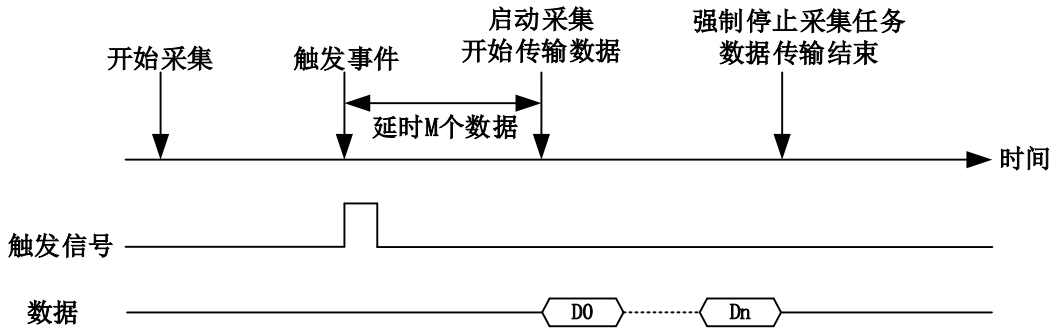 启动采集
开始传输数据
强制停止采集任务
数据传输结束
开始采集
触发事件
延时M个数据
时间
触发信号
数据
D0
Dn